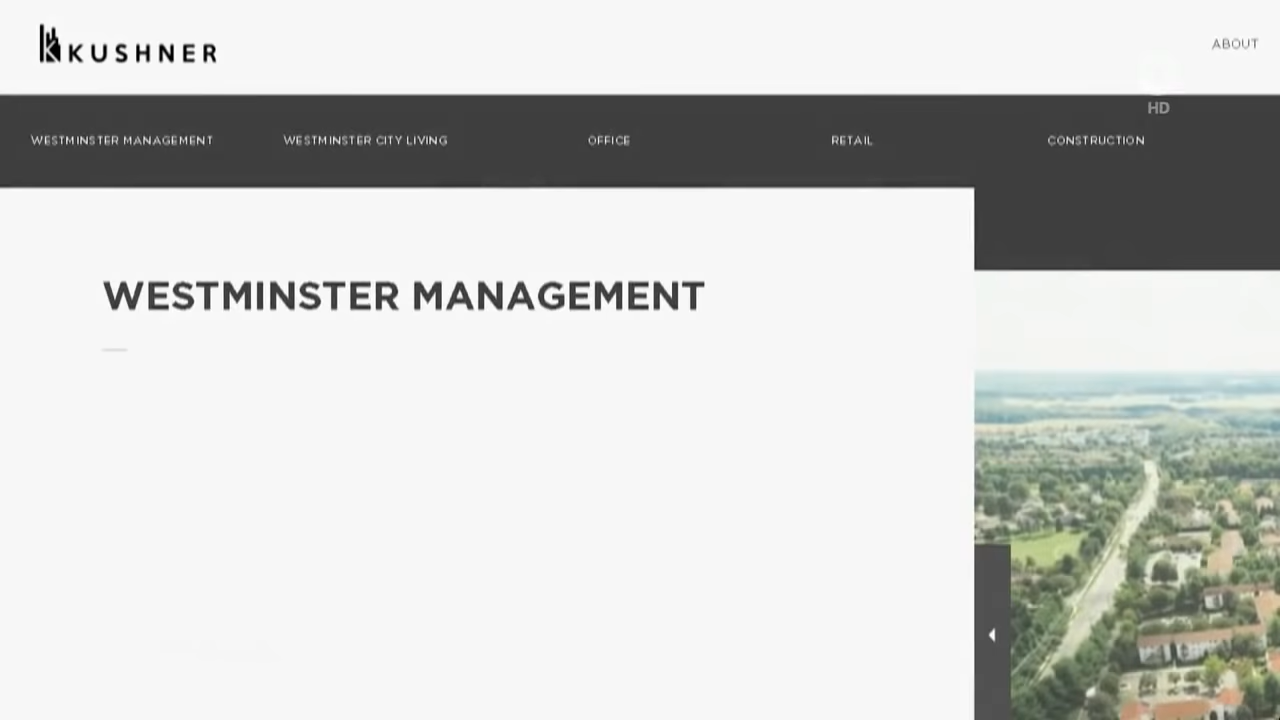 KUSHNER
ABOUT
HD
WESTMINSTER MANAGEMENT
WESTMINSTER CITY LIVING
OFFICE
RETAIL
CONSTRUCTION
WESTMINSTER MANAGEMENT